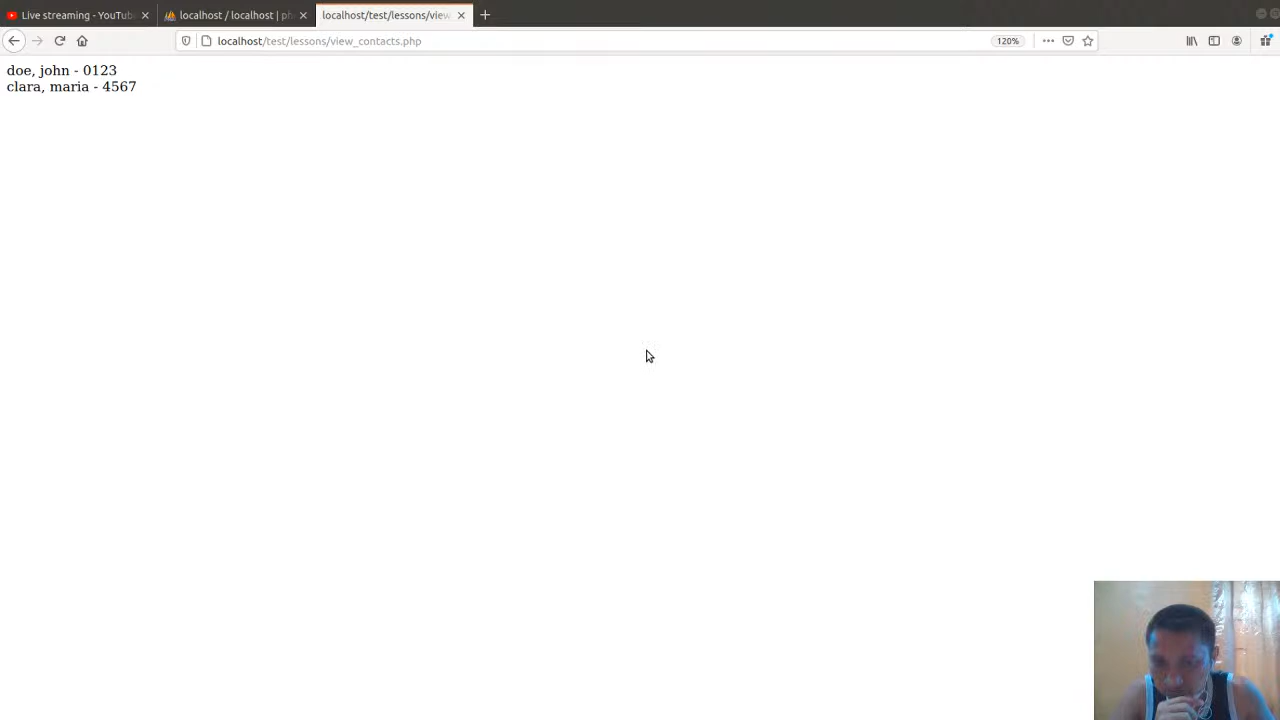 Live streaming - YouTube
localhost / localhost | ph
localhost/test/lessons/view
localhost/test/lessons/view_contacts.php
120%
doe, john - 0123
clara, maria - 4567